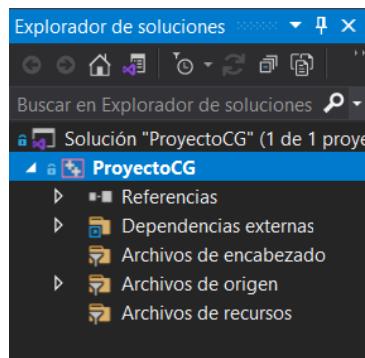 Explorador de soluciones
Buscar en Explorador de soluciones
Solución "ProyectoCG" (1 de 1 proye
ProyectoCG
Referencias
Dependencias externas
Archivos de encabezado
Archivos de origen
Archivos de recursos